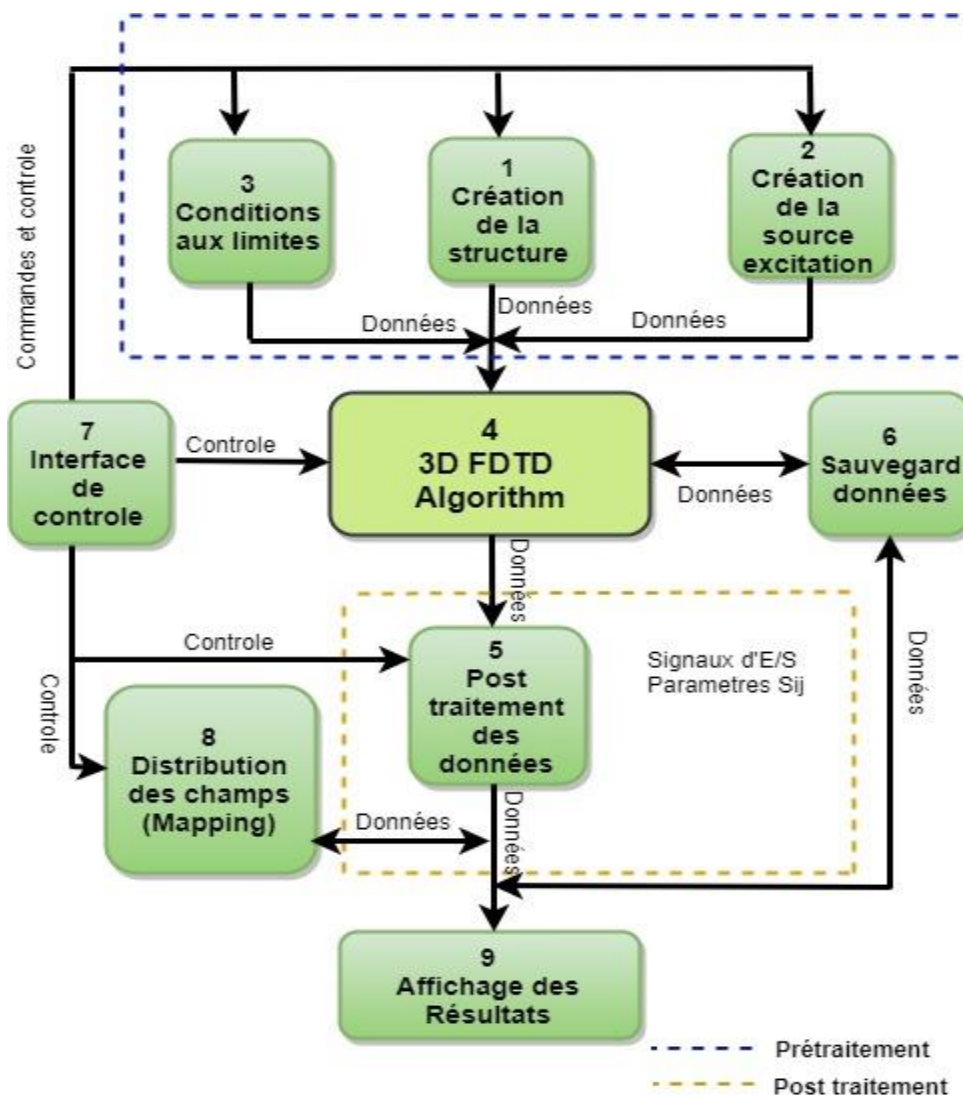 Commandes et controle
3
Conditions
aux limites
1
Création
de la
structure
2
Création
de la
source
excitation
Données
Données
Données
7
Interface
de
controle
Controle
4
3D FDTD
Algorithm
Données
6
Sauvegard
données
Données
Controle
Controle
5
Post
traitement
des
données
Signaux d'E/S
Parametres Sij
Données
8
Distribution
des champs
(Mapping)
Données
Données
9
Affichage des
Résultats
Prétraitement
Post traitement